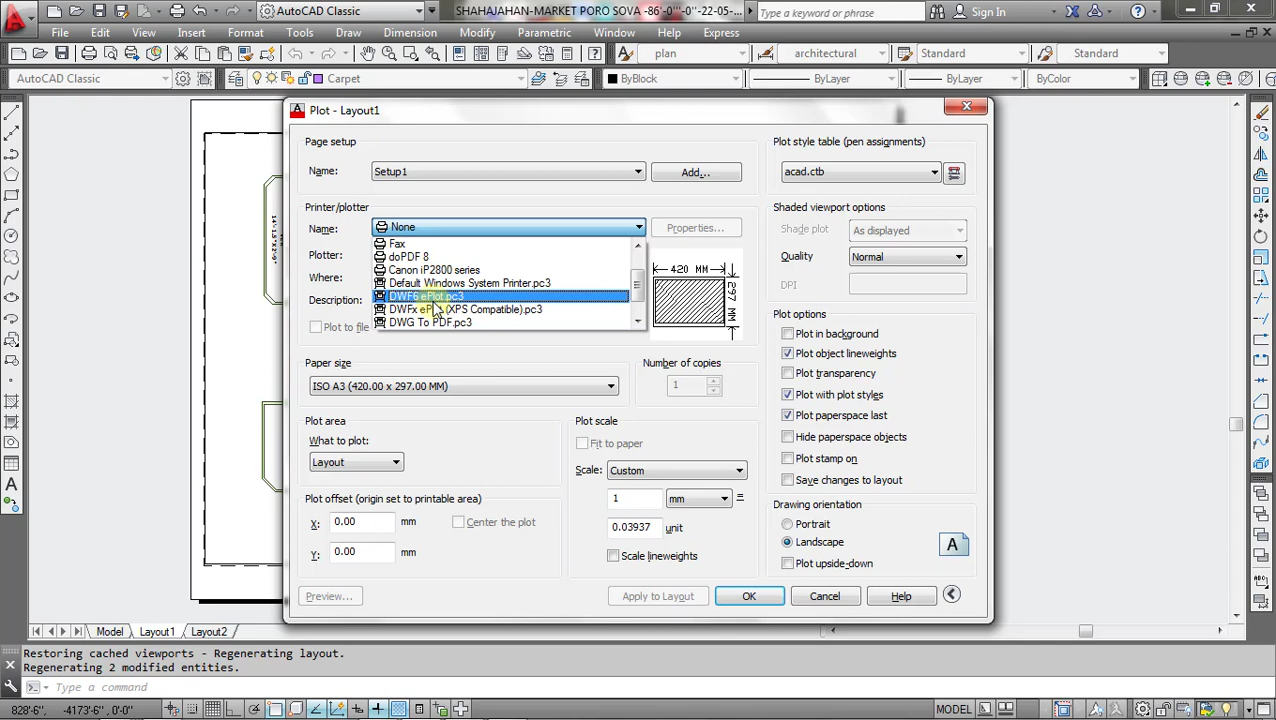 AutoCAD Classic
SHAHAJAHAN-MARKET PORO SOVA -86'-0"-0"-22-05-...
Type a keyword or phrase
Sign In
File Edit View Insert Format Tools Draw Dimension Modify Parametric Window Help Express
plan
architectural
Standard
Standard
AutoCAD Classic
Carpet
ByBlock
ByLayer
ByLayer
ByColor
Plot - Layout1
Page setup
Name: Setup1 Add...
Printer/plotter
Name: None Properties...
Fax
doPDF 8
Canon iP2800 series
Default Windows System Printer.pc3
DWF6 ePlot.pc3
(XPS Compatible).pc3
DWG To PDF.pc3
Plotter:
Where:
Description:
Plot to file
420 MM
297 MM
Paper size
ISO A3 (420.00 x 297.00 MM)
Number of copies
1
Plot area
What to plot:
Layout
Plot scale
Fit to paper
Scale: Custom
1 mm =
0.03937 unit
Scale lineweights
Plot offset (origin set to printable area)
X: 0.00 mm Center the plot
Y: 0.00 mm
Plot style table (pen assignments)
acad.ctb
Shaded viewport options
Shade plot As displayed
Quality Normal
DPI
Plot options
Plot in background
Plot object lineweights
Plot transparency
Plot with plot styles
Plot paperspace last
Hide paperspace objects
Plot stamp on
Save changes to layout
Drawing orientation
Portrait
Landscape
Plot upside-down
A
Preview... Apply to Layout OK Cancel Help
Model Layout1 Layout2
Restoring cached viewports - Regenerating layout.
Regenerating 2 modified entities.
Type a command
828'-6", -4173'-6", 0'-0" MODEL